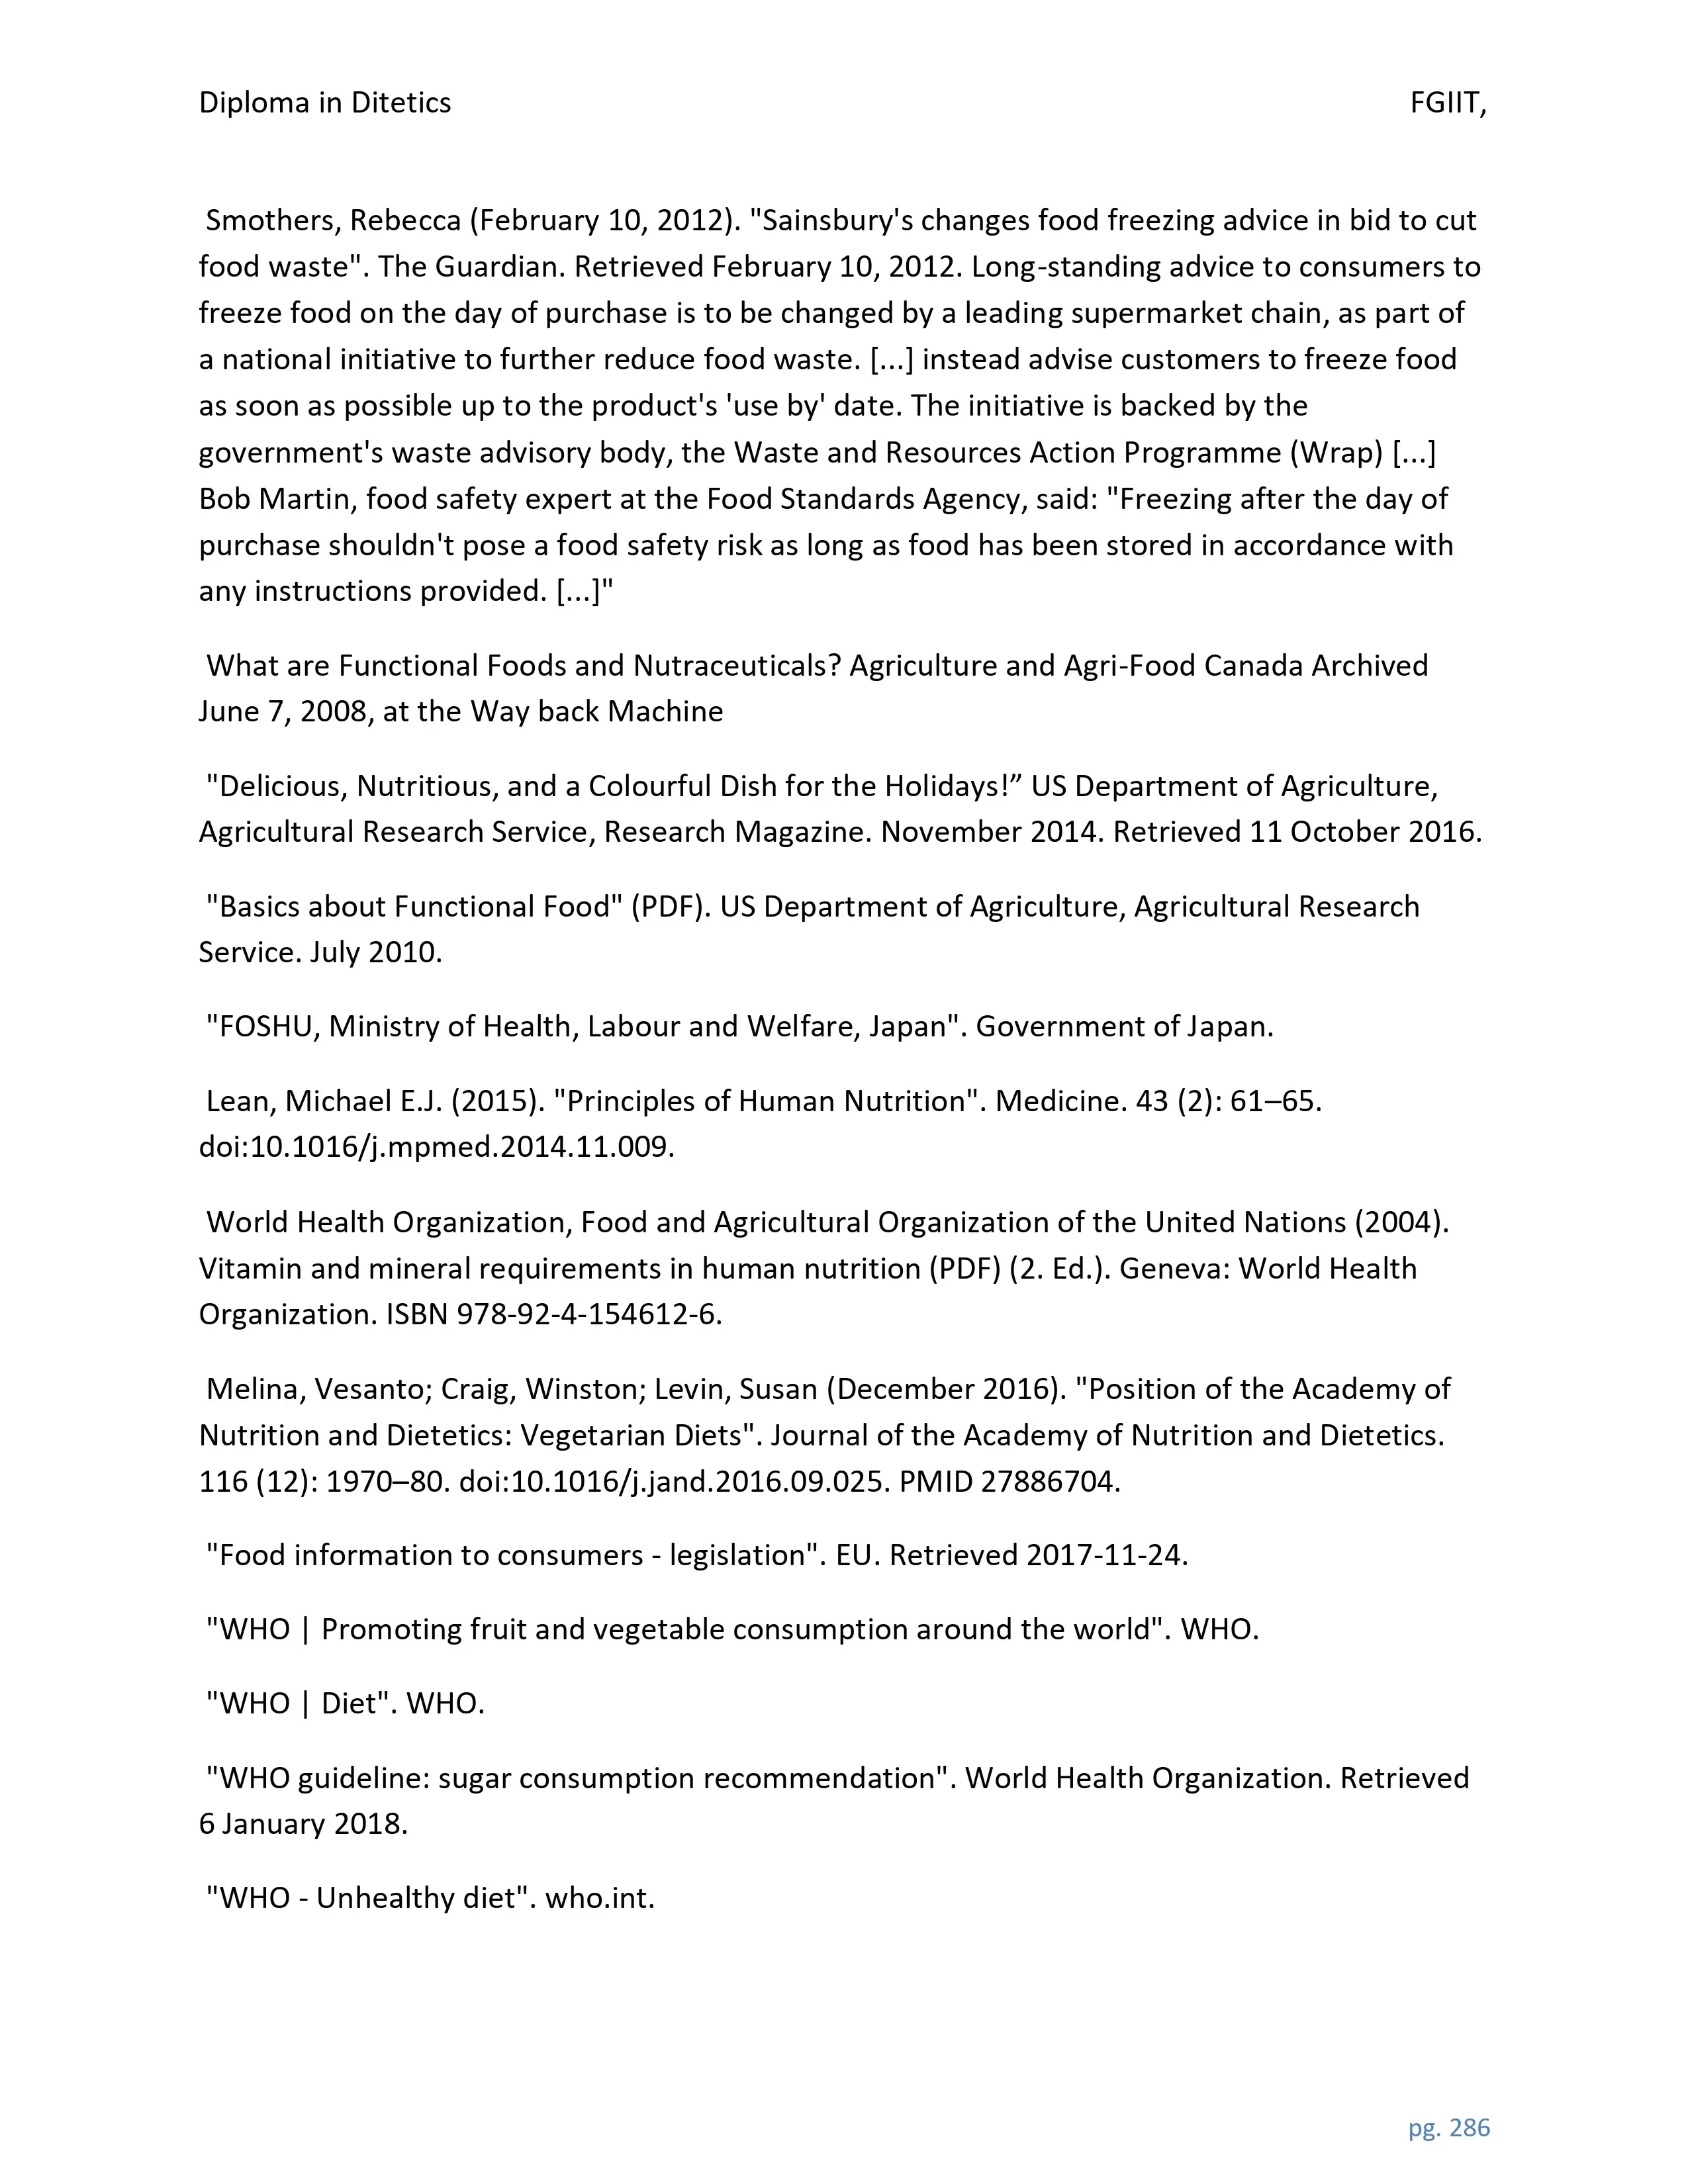 Diploma in Ditetics FGIIT,
Smothers, Rebecca (February 10, 2012). "Sainsbury's changes food freezing advice in bid to cut
food waste". The Guardian. Retrieved February 10, 2012. Long-standing advice to consumers to
freeze food on the day of purchase is to be changed by a leading supermarket chain, as part of
a national initiative to further reduce food waste. [...] instead advise customers to freeze food
as soon as possible up to the product's 'use by' date. The initiative is backed by the
government's waste advisory body, the Waste and Resources Action Programme (Wrap) [...]
Bob Martin, food safety expert at the Food Standards Agency, said: "Freezing after the day of
purchase shouldn't pose a food safety risk as long as food has been stored in accordance with
any instructions provided. [...]"
What are Functional Foods and Nutraceuticals? Agriculture and Agri-Food Canada Archived
June 7, 2008, at the Way back Machine
"Delicious, Nutritious, and a Colourful Dish for the Holidays!” US Department of Agriculture,
Agricultural Research Service, Research Magazine. November 2014. Retrieved 11 October 2016.
"Basics about Functional Food" (PDF). US Department of Agriculture, Agricultural Research
Service. July 2010.
"FOSHU, Ministry of Health, Labour and Welfare, Japan". Government of Japan.
Lean, Michael E.J. (2015). "Principles of Human Nutrition". Medicine. 43 (2): 61–65.
doi:10.1016/j.mpmed.2014.11.009.
World Health Organization, Food and Agricultural Organization of the United Nations (2004).
Vitamin and mineral requirements in human nutrition (PDF) (2. Ed.). Geneva: World Health
Organization. ISBN 978-92-4-154612-6.
Melina, Vesanto; Craig, Winston; Levin, Susan (December 2016). "Position of the Academy of
Nutrition and Dietetics: Vegetarian Diets". Journal of the Academy of Nutrition and Dietetics.
116 (12): 1970–80. doi:10.1016/j.jand.2016.09.025. PMID 27886704.
"Food information to consumers - legislation". EU. Retrieved 2017-11-24.
"WHO | Promoting fruit and vegetable consumption around the world". WHO.
"WHO | Diet". WHO.
"WHO guideline: sugar consumption recommendation". World Health Organization. Retrieved
6 January 2018.
"WHO - Unhealthy diet". who.int.
pg. 286